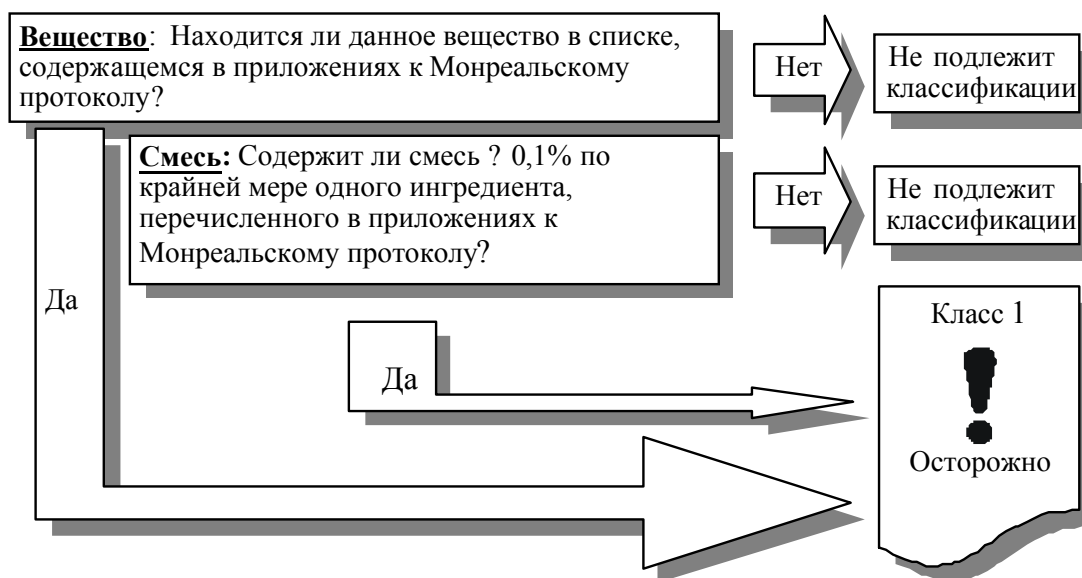 Вещество: Находится ли данное вещество в списке,
содержащемся в приложениях к Монреальскому
протоколу?
Нет
Не подлежит
классификации
Смесь: Содержит ли смесь ? 0,1% по
крайней мере одного ингредиента,
перечисленного в приложениях к
Монреальскому протоколу?
Нет
Не подлежит
классификации
Да
Да
Класс 1
!
Осторожно